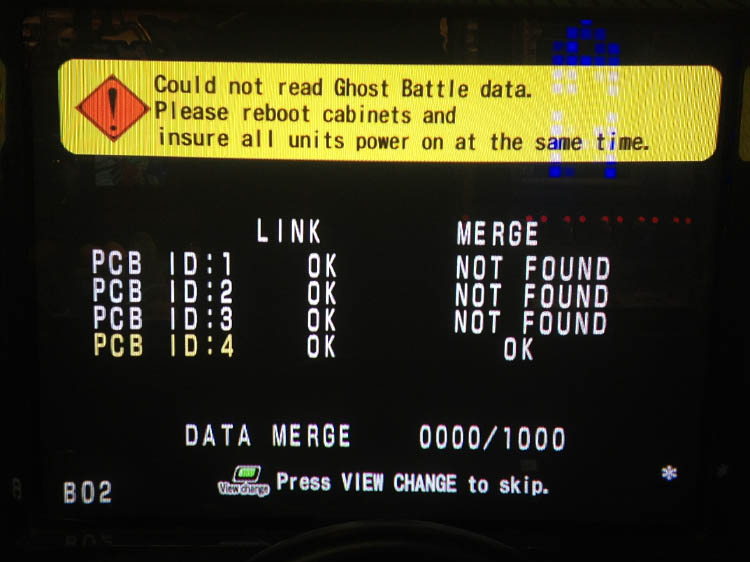 Could not read Ghost Battle data.
Please reboot cabinets and
insure all units power on at the same time.
LINK MERGE
PCB ID:1 OK NOT FOUND
PCB ID:2 OK NOT FOUND
PCB ID:3 OK NOT FOUND
PCB ID:4 OK OK
DATA MERGE 0000/1000
View change Press VIEW CHANGE to skip.
B02 *